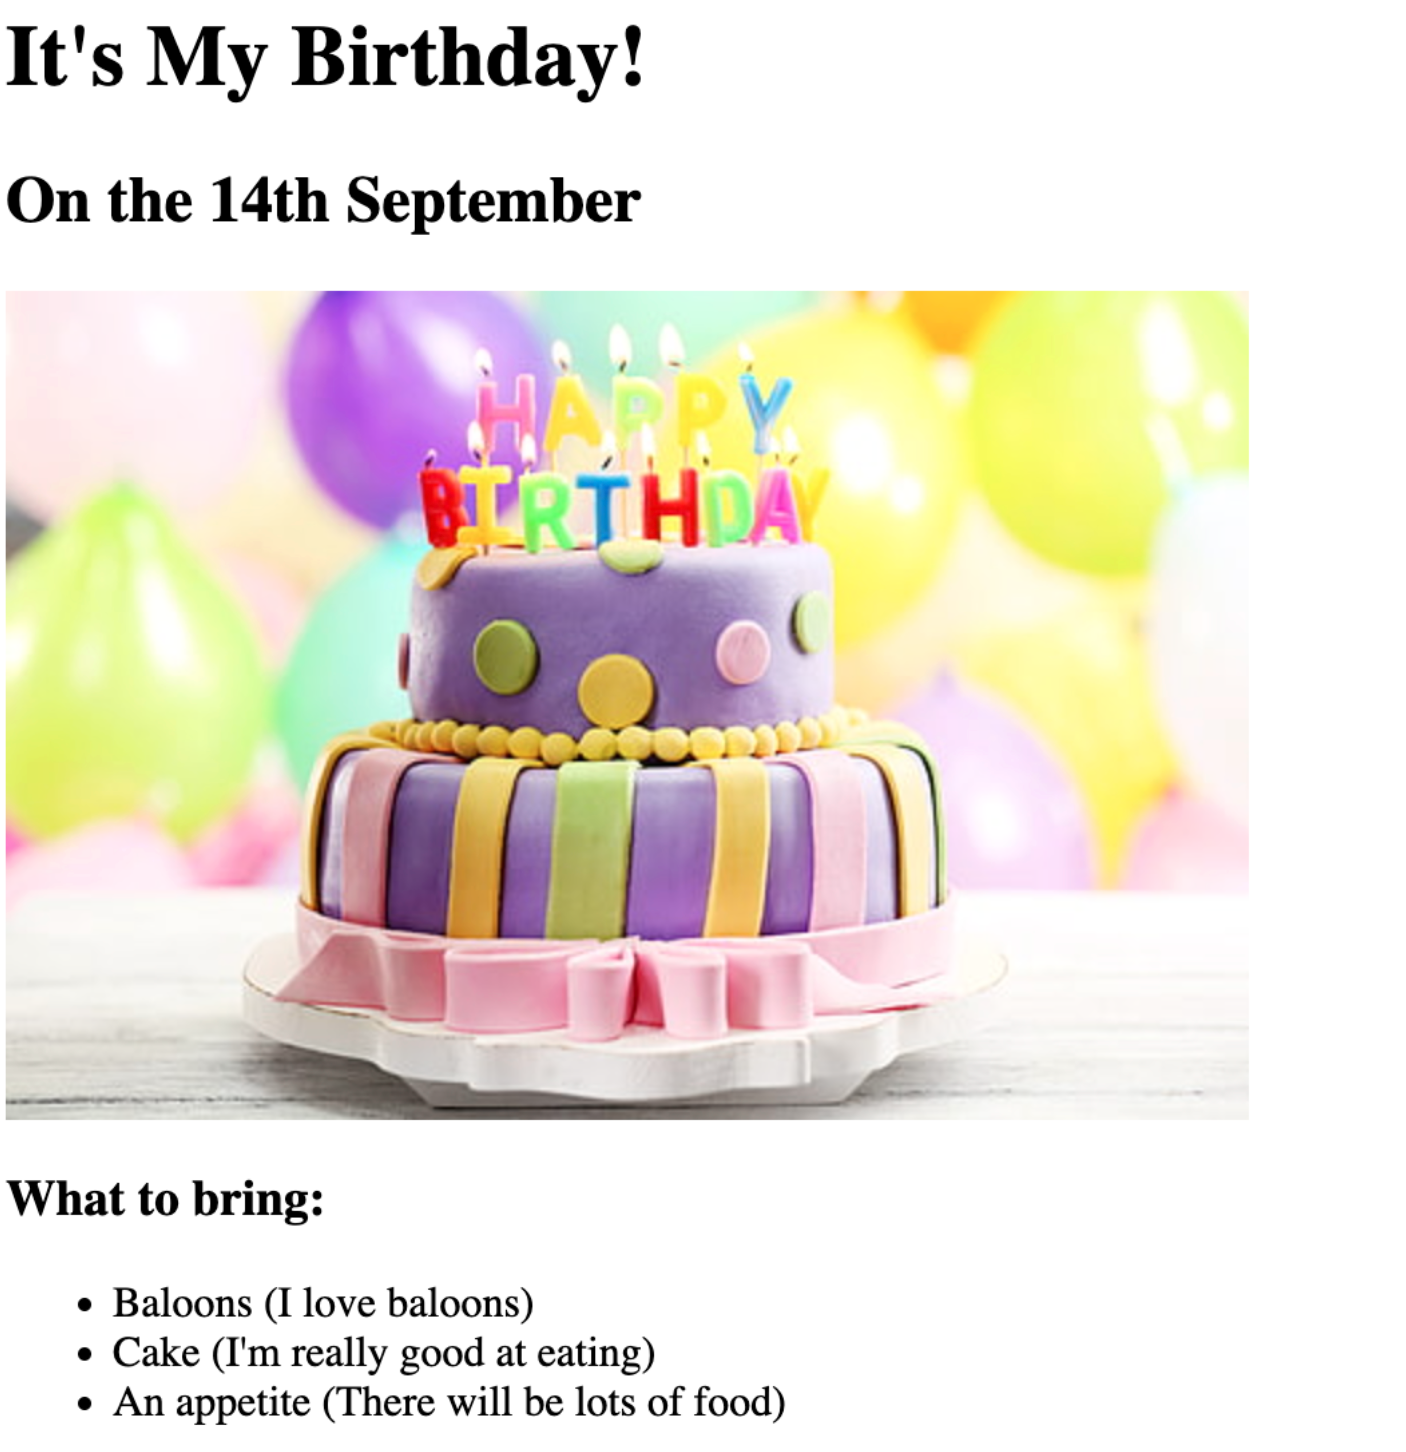 It's My Birthday!
On the 14th September
HAPPY
BIRTHDAY
What to bring:
Baloons (I love baloons)
Cake (I'm really good at eating)
An appetite (There will be lots of food)